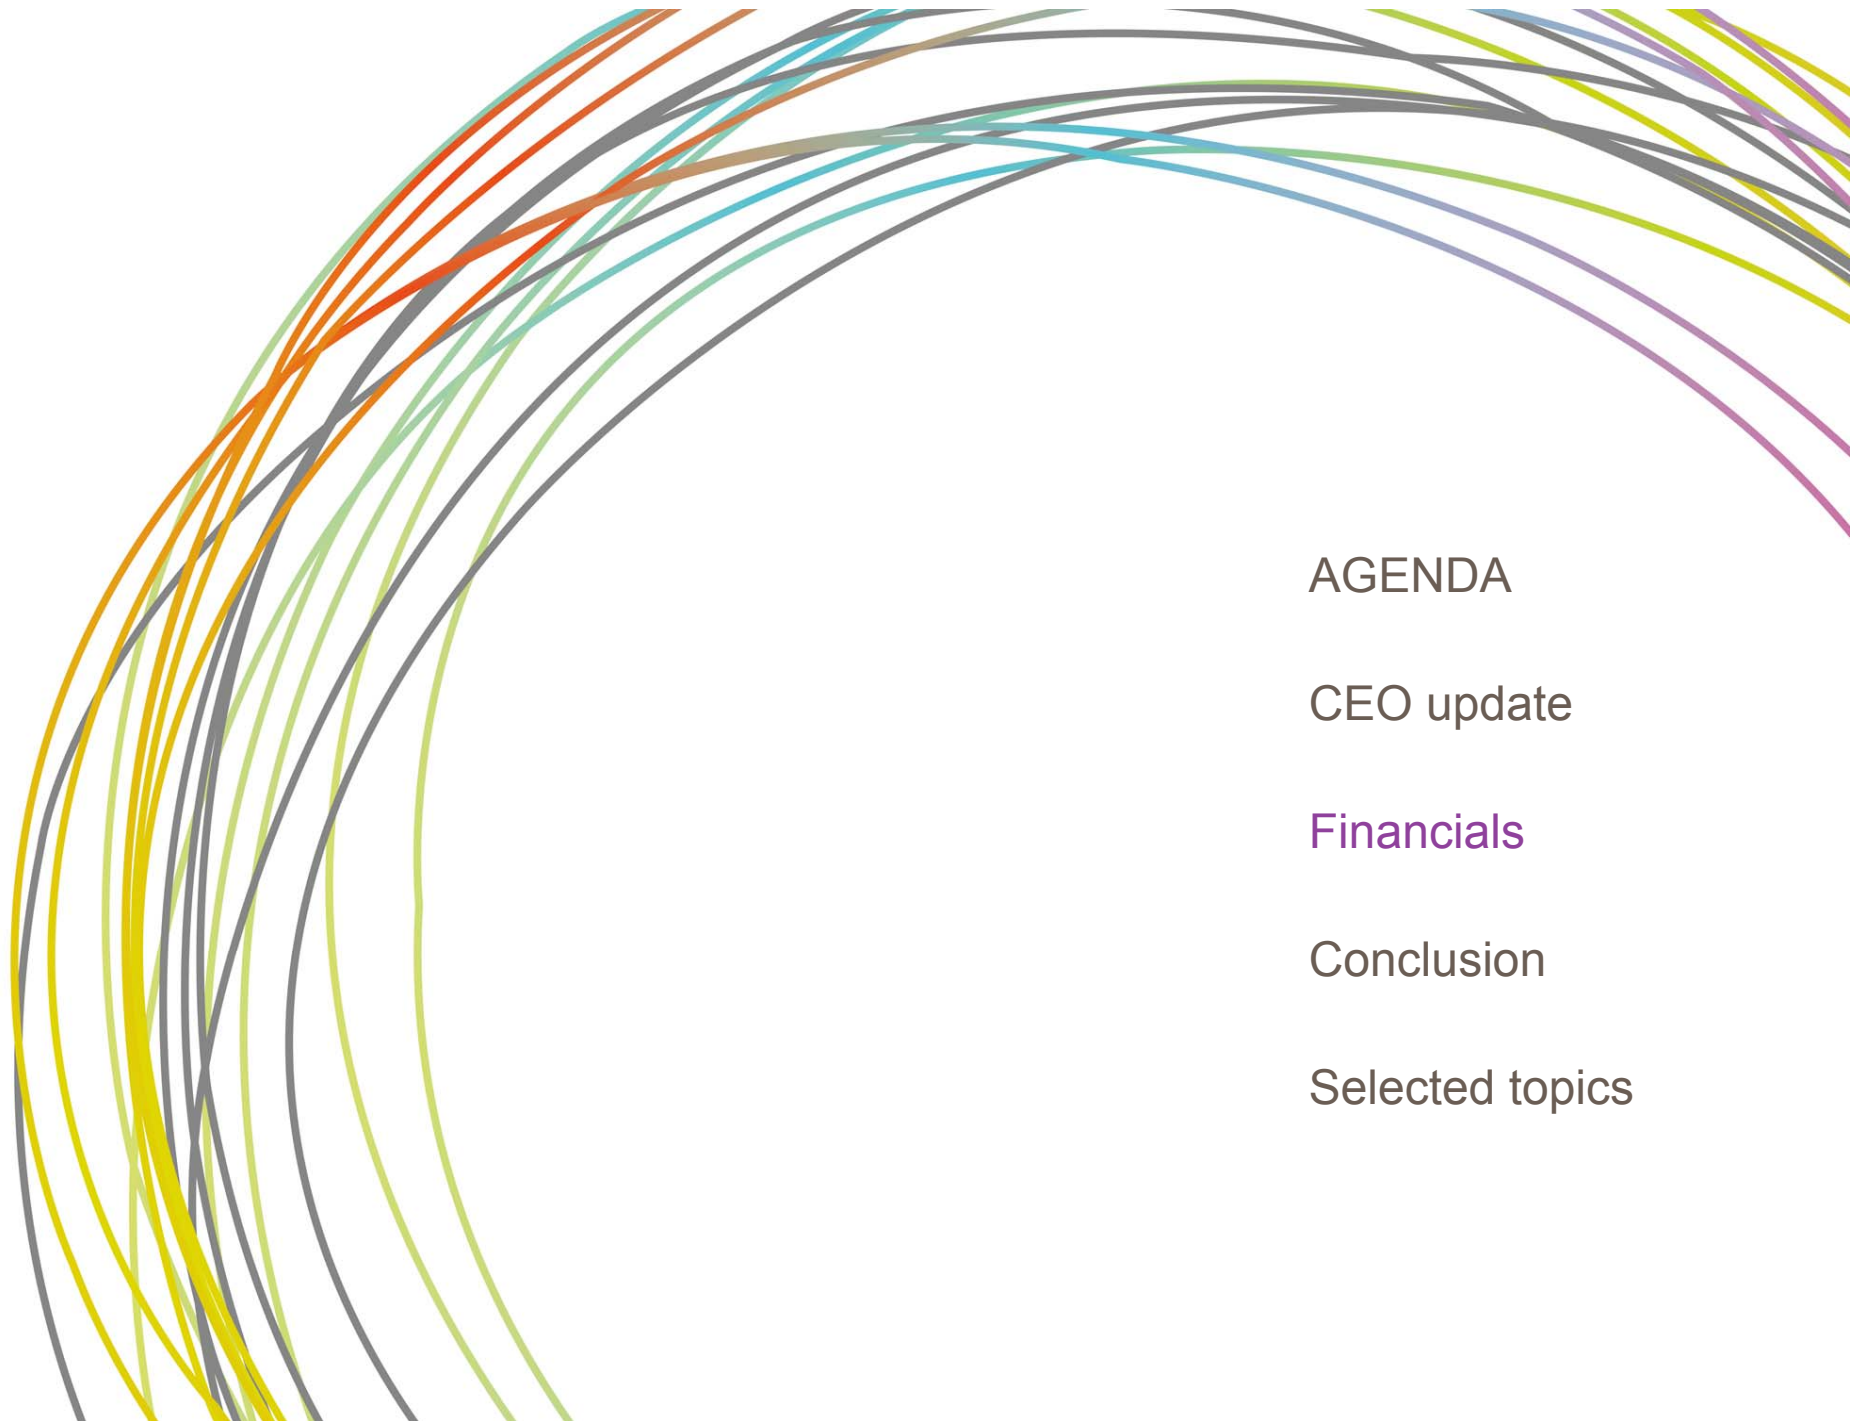 AGENDA
CEO update
Financials
Conclusion
Selected topics